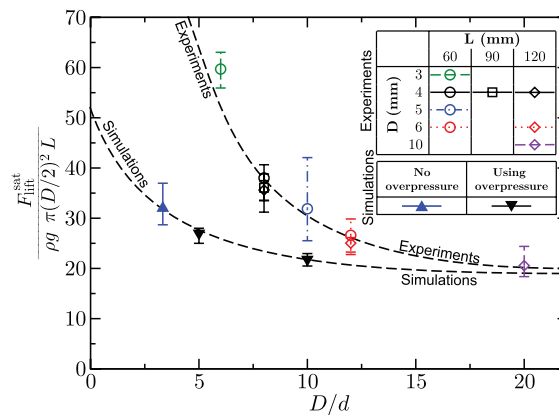 70
60
50
40
30
20
10
0
0
5
10
15
20
D/d
F_lift^sat
ρg π(D/2)² L
Experiments
Simulations
Experiments
Simulations
L (mm)
60 90 120
Experiments
D (mm)
3
4
5
6
10
Simulations
No overpressure
Using overpressure